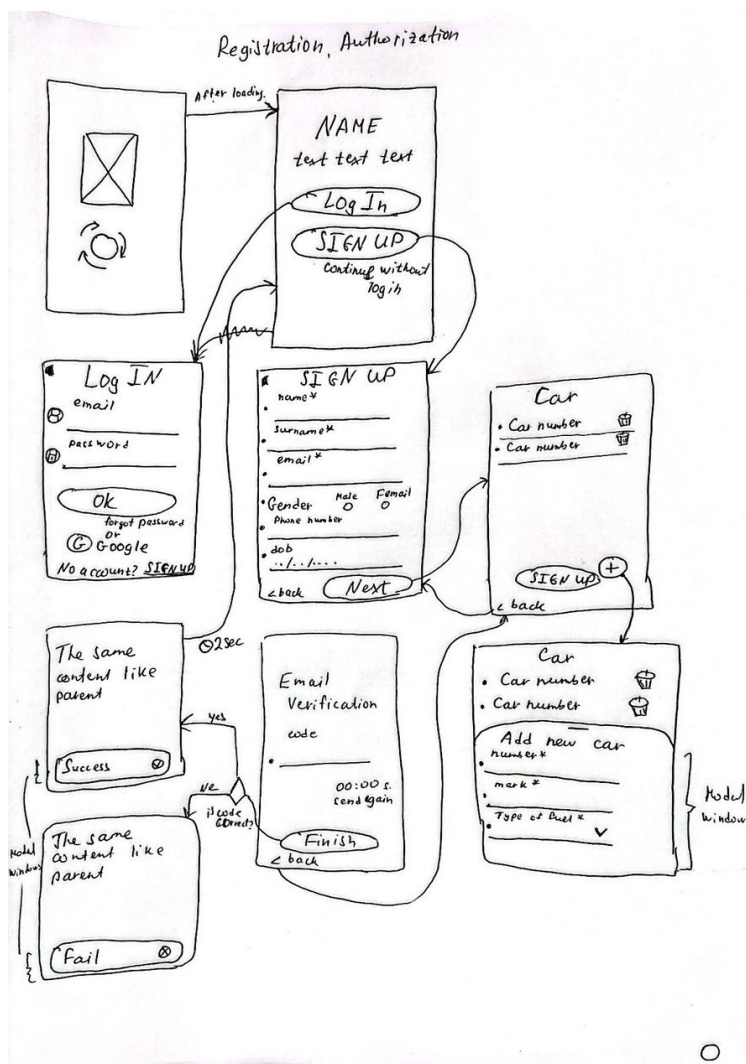 Registration, Authorization
After loading.
NAME
text text text
Log In
SIGN UP
Continue without
login
Log IN
email
password
OK
forgot password
or
G Google
No account? SIGN UP
SIGN UP
name*
surname*
email*
Gender Male Femail
Phone number
dob
../../....
< back Next
Car
Car number
Car number
SIGN UP +
< back
Car
Car number
Car number
Add new car
number*
mark*
Type of fuel*
Modal
window
Email
Verification
code
00:00 s.
send again
Finish
< back
is code
correct?
yes
No
2sec
The same
content like
parent
Success
The same
content like
parent
Fail
Modal
window